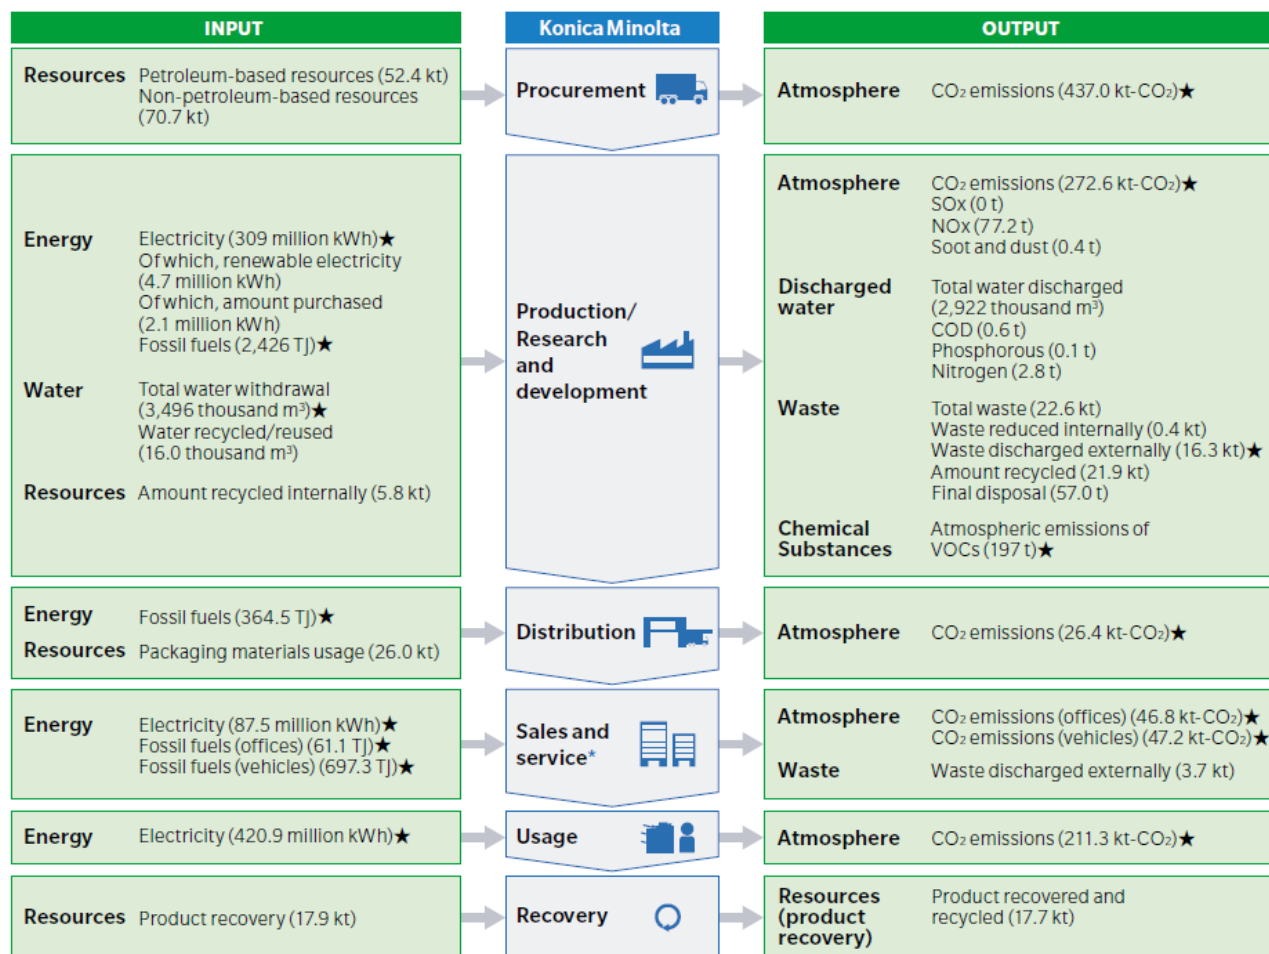 INPUT
Konica Minolta
OUTPUT
Resources
Petroleum-based resources (52.4 kt)
Non-petroleum-based resources
(70.7 kt)
Procurement
Atmosphere
CO₂ emissions (437.0 kt-CO₂)★
Energy
Electricity (309 million kWh)★
Of which, renewable electricity
(4.7 million kWh)
Of which, amount purchased
(2.1 million kWh)
Fossil fuels (2,426 TJ)★
Water
Total water withdrawal
(3,496 thousand m³)★
Water recycled/reused
(16.0 thousand m³)
Resources
Amount recycled internally (5.8 kt)
Production/
Research
and
development
Atmosphere
CO₂ emissions (272.6 kt-CO₂)★
SOx (0 t)
NOx (77.2 t)
Soot and dust (0.4 t)
Discharged
water
Total water discharged
(2,922 thousand m³)
COD (0.6 t)
Phosphorous (0.1 t)
Nitrogen (2.8 t)
Waste
Total waste (22.6 kt)
Waste reduced internally (0.4 kt)
Waste discharged externally (16.3 kt)★
Amount recycled (21.9 kt)
Final disposal (57.0 t)
Chemical
Substances
Atmospheric emissions of
VOCs (197 t)★
Energy
Fossil fuels (364.5 TJ)★
Resources
Packaging materials usage (26.0 kt)
Distribution
Atmosphere
CO₂ emissions (26.4 kt-CO₂)★
Energy
Electricity (87.5 million kWh)★
Fossil fuels (offices) (61.1 TJ)★
Fossil fuels (vehicles) (697.3 TJ)★
Sales and
service*
Atmosphere
CO₂ emissions (offices) (46.8 kt-CO₂)★
CO₂ emissions (vehicles) (47.2 kt-CO₂)★
Waste
Waste discharged externally (3.7 kt)
Energy
Electricity (420.9 million kWh)★
Usage
Atmosphere
CO₂ emissions (211.3 kt-CO₂)★
Resources
Product recovery (17.9 kt)
Recovery
Resources
(product
recovery)
Product recovered and
recycled (17.7 kt)